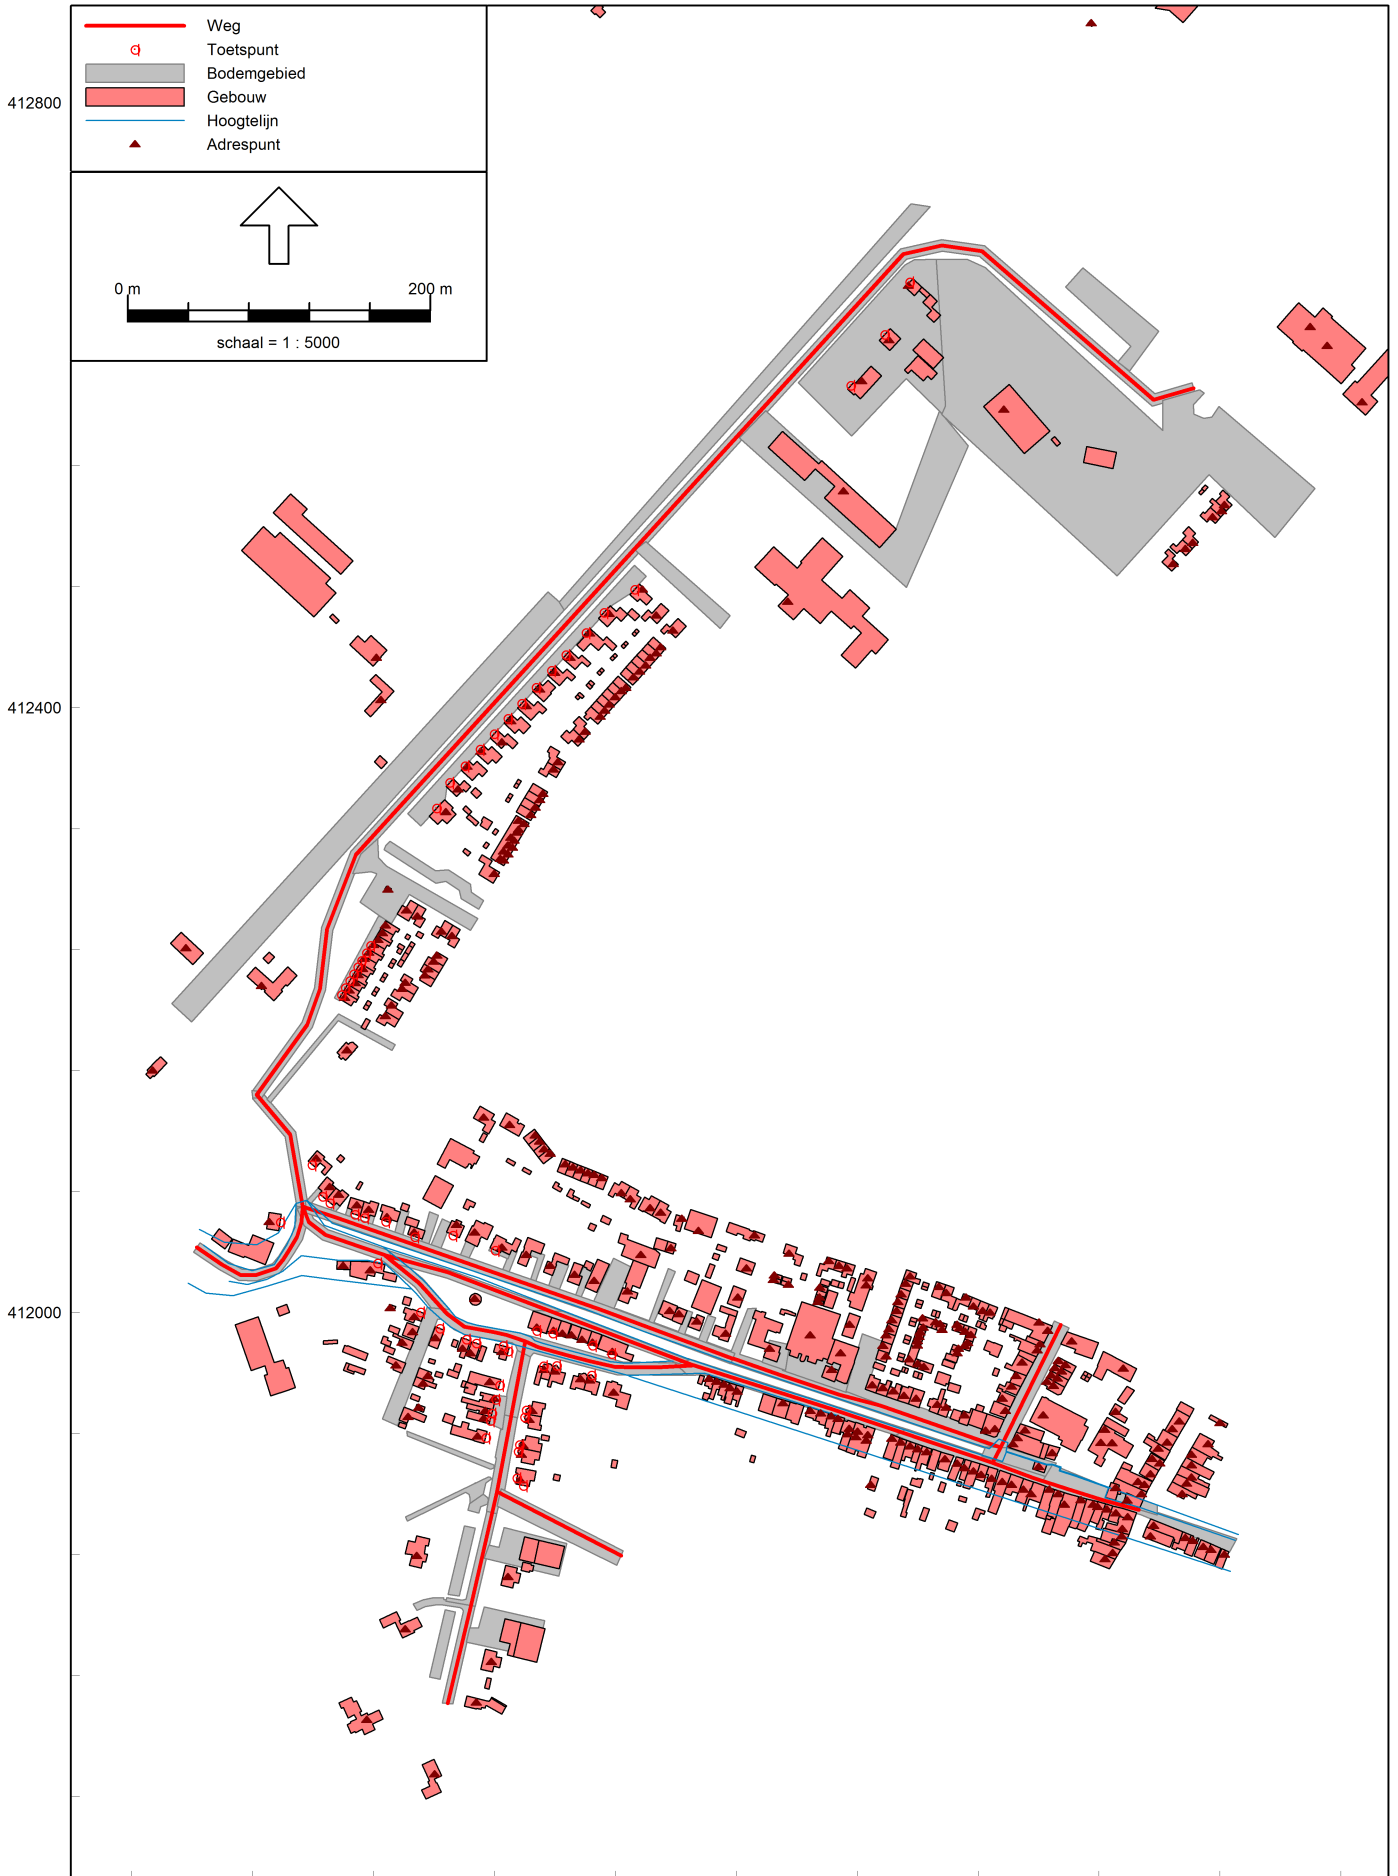 Weg
Toetspunt
Bodemgebied
Gebouw
Hoogtelijn
Adrespunt
412800
0 m 200 m
schaal = 1 : 5000
412400
412000